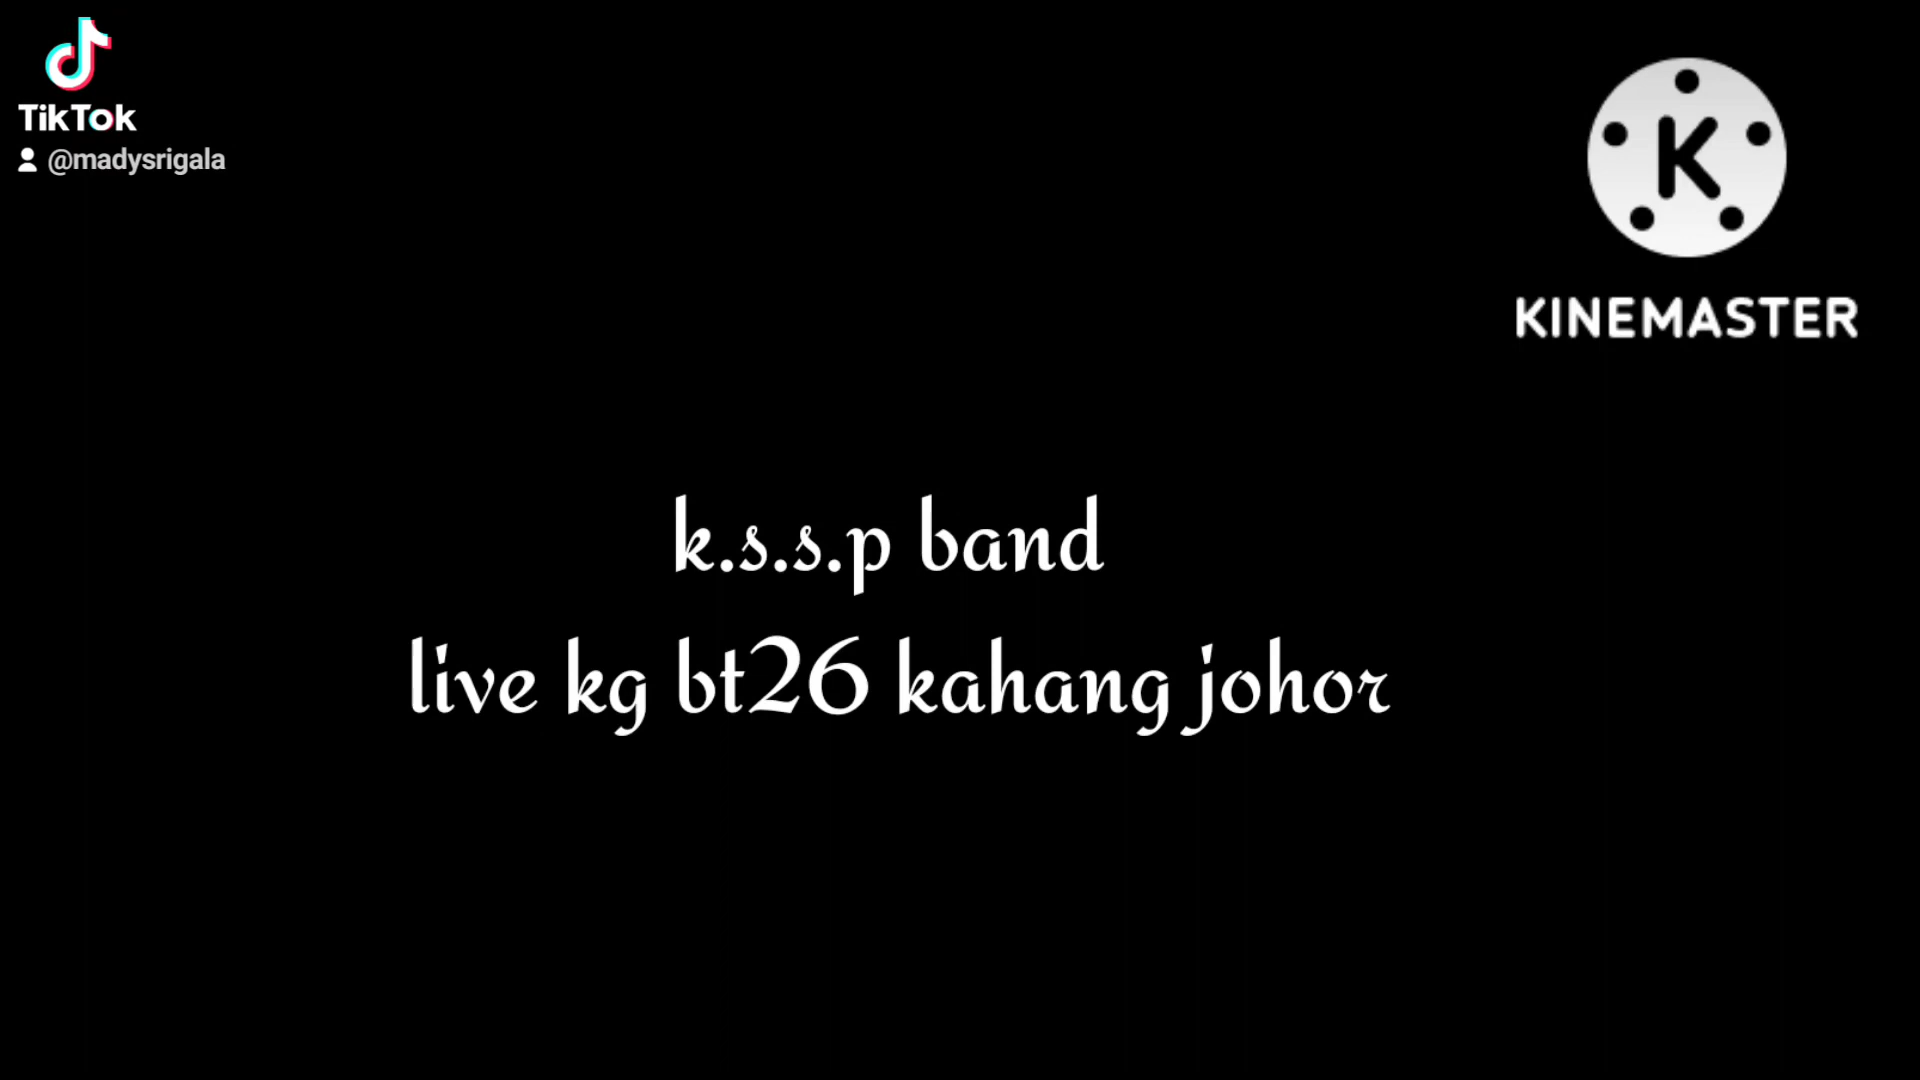 TikTok
@madysrigala
KINEMASTER
k.s.s.p band
live kg bt26 kahang johor